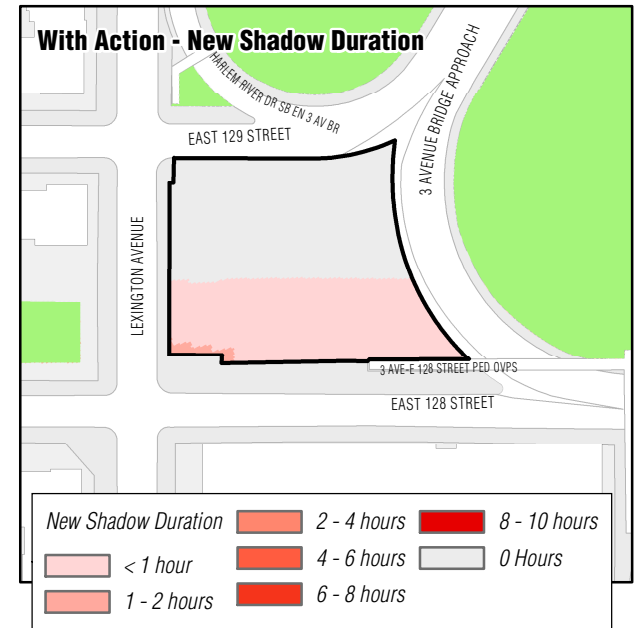 With Action - New Shadow Duration
HARLEM RIVER DR SB EN 3 AV BR
3 AVENUE BRIDGE APPROACH
EAST 129 STREET
LEXINGTON AVENUE
3 AVE-E 128 STREET PED OVPS
EAST 128 STREET
New Shadow Duration
< 1 hour
1 - 2 hours
2 - 4 hours
4 - 6 hours
6 - 8 hours
8 - 10 hours
0 Hours